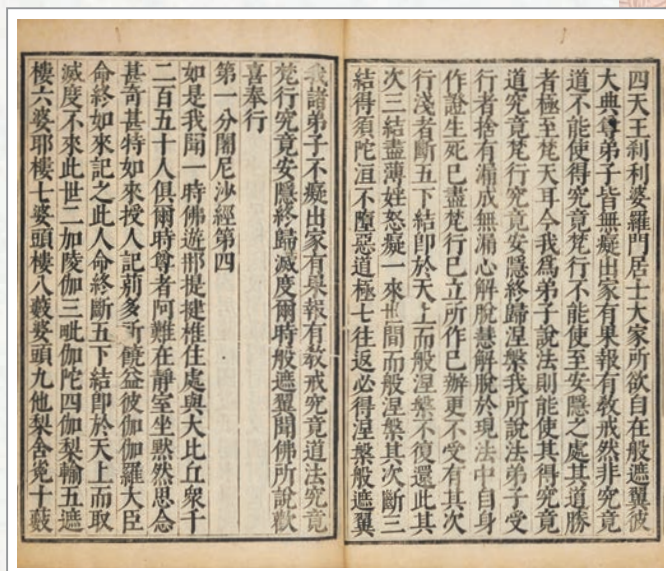 四天王剎利婆羅門居士大家所欲自在般遮翼彼
大典尊弟子皆無癡出家有果報有教戒然非究竟
道不能使得究竟梵行不能使至安隱之處其道勝
者極至梵天耳今我爲弟子說法則能使其得究竟
道究竟梵行究竟安隱終歸涅槃我所說法弟子受
行者捨有漏成無漏心解脫慧解脫於現法中自身
作證生死已盡梵行已立所作已辦更不受有其次
行淺者斷五下結即於天上而般涅槃不復還此其
次三結盡薄婬怒癡一來世間而般涅槃其次斷三
結得須陀洹不墮惡道極七往返必得涅槃般遮翼
我諸弟子不癡出家有果報有教戒究竟道法究竟
梵行究竟安隱終歸滅度爾時般遮翼聞佛所說歡
喜奉行
第一分闍尼沙經第四
如是我聞一時佛遊那提揵椎住處與大比丘衆千
二百五十人俱爾時尊者阿難在靜室坐默然思念
甚奇甚特如來授人記莂多所饒益彼伽伽羅大臣
命終如來記之此人命終斷五下結即於天上而取
滅度不來此世二加陵伽三毗伽陀四伽梨輸五遮
樓六婆耶樓七婆頭樓八藪婆頭九他梨舍㝹十藪